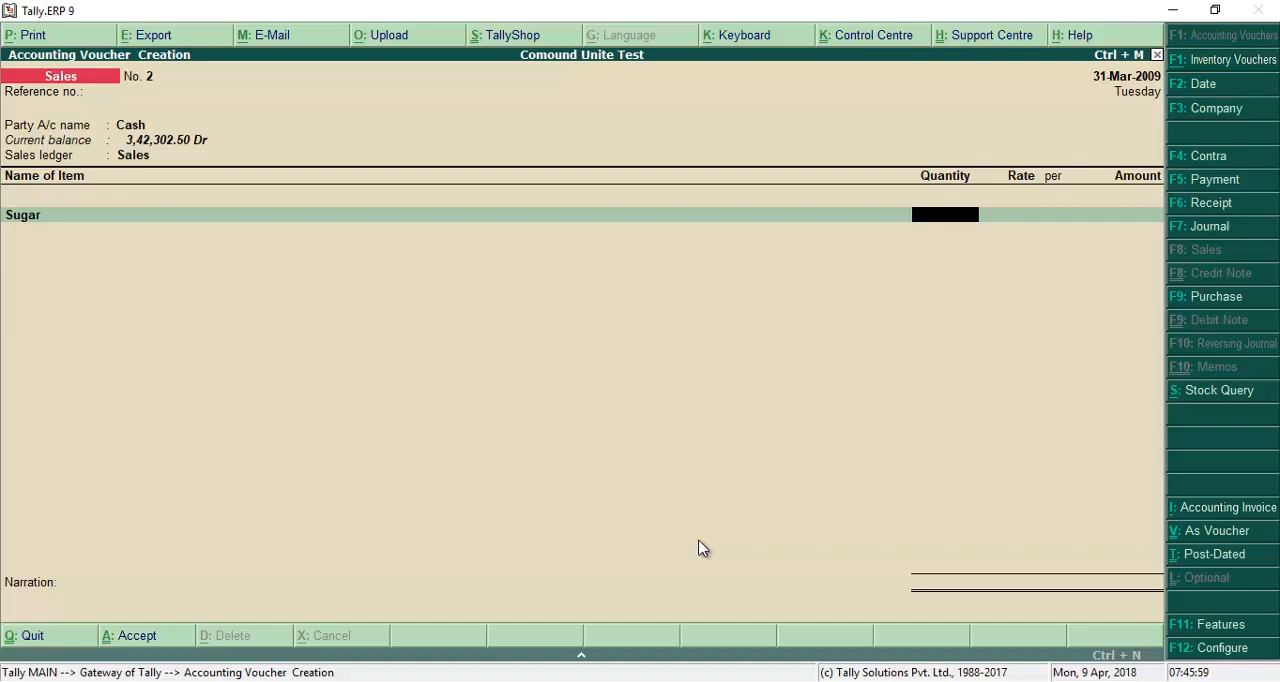 Tally.ERP 9
P: Print E: Export M: E-Mail O: Upload S: TallyShop G: Language K: Keyboard K: Control Centre H: Support Centre H: Help
Accounting Voucher Creation Comound Unite Test Ctrl + M
Sales No. 2 31-Mar-2009
Reference no.: Tuesday
Party A/c name : Cash
Current balance : 3,42,302.50 Dr
Sales ledger : Sales
Name of Item Quantity Rate per Amount
Sugar
Narration:
F1: Accounting Vouchers
F1: Inventory Vouchers
F2: Date
F3: Company
F4: Contra
F5: Payment
F6: Receipt
F7: Journal
F8: Sales
F8: Credit Note
F9: Purchase
F9: Debit Note
F10: Reversing Journal
F10: Memos
S: Stock Query
I: Accounting Invoice
V: As Voucher
T: Post-Dated
L: Optional
F11: Features
F12: Configure
Q: Quit A: Accept D: Delete X: Cancel
Ctrl + N
Tally MAIN --> Gateway of Tally --> Accounting Voucher Creation (c) Tally Solutions Pvt. Ltd., 1988-2017 Mon, 9 Apr, 2018 07:45:59